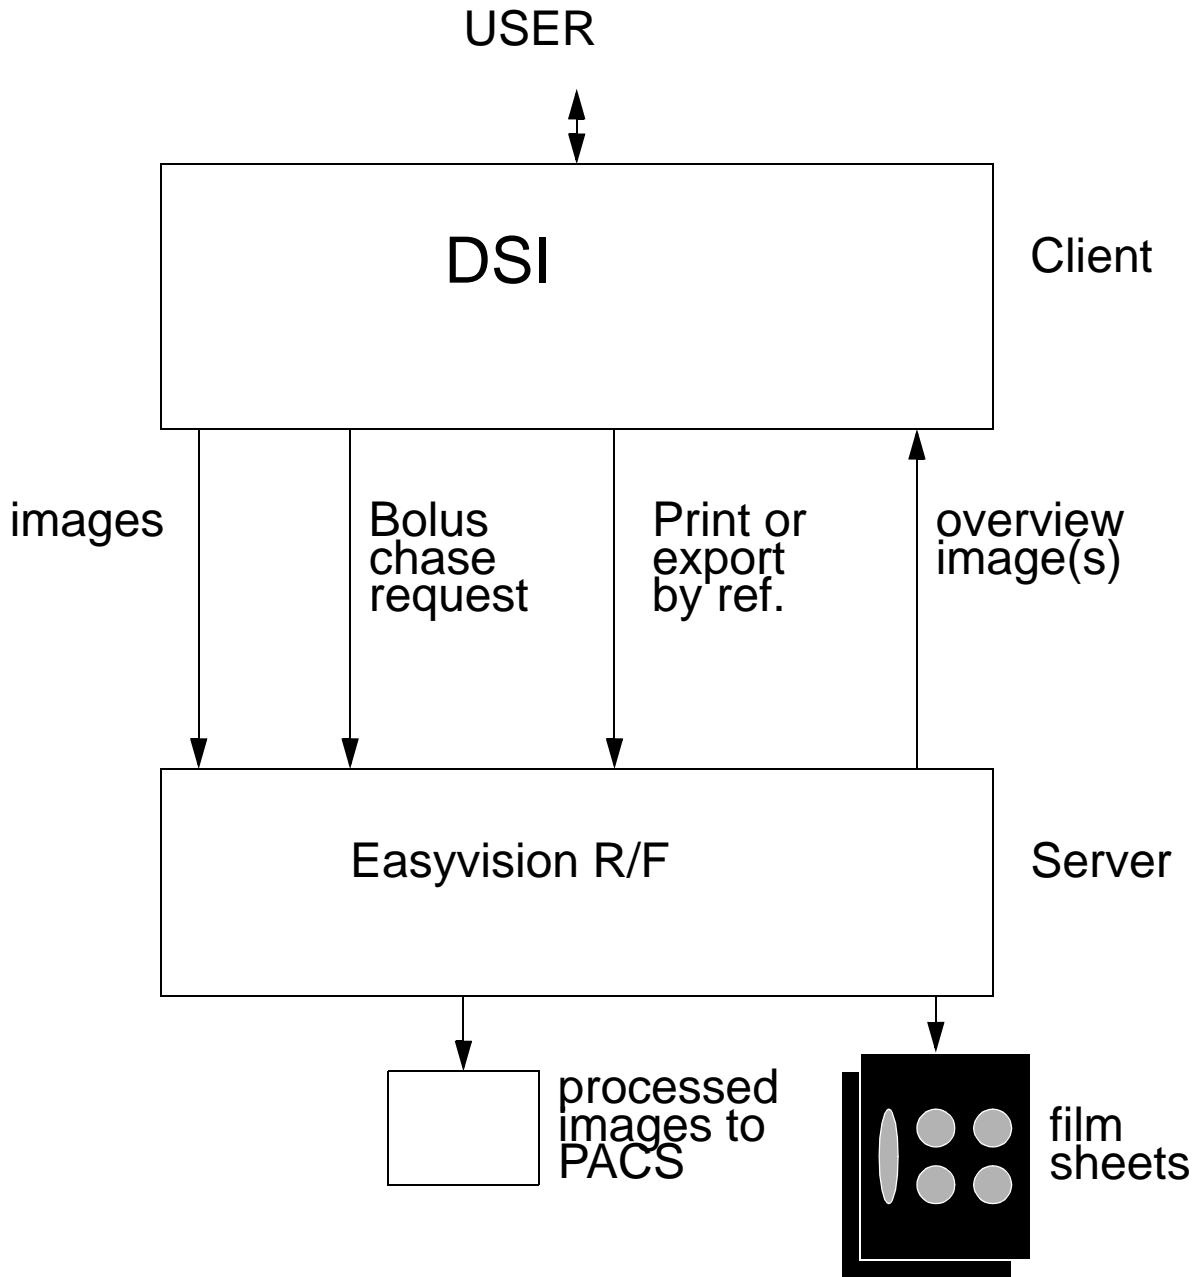 USER
DSI
Client
images
Bolus
chase
request
Print or
export
by ref.
overview
image(s)
Easyvision R/F
Server
processed
images to
PACS
film
sheets